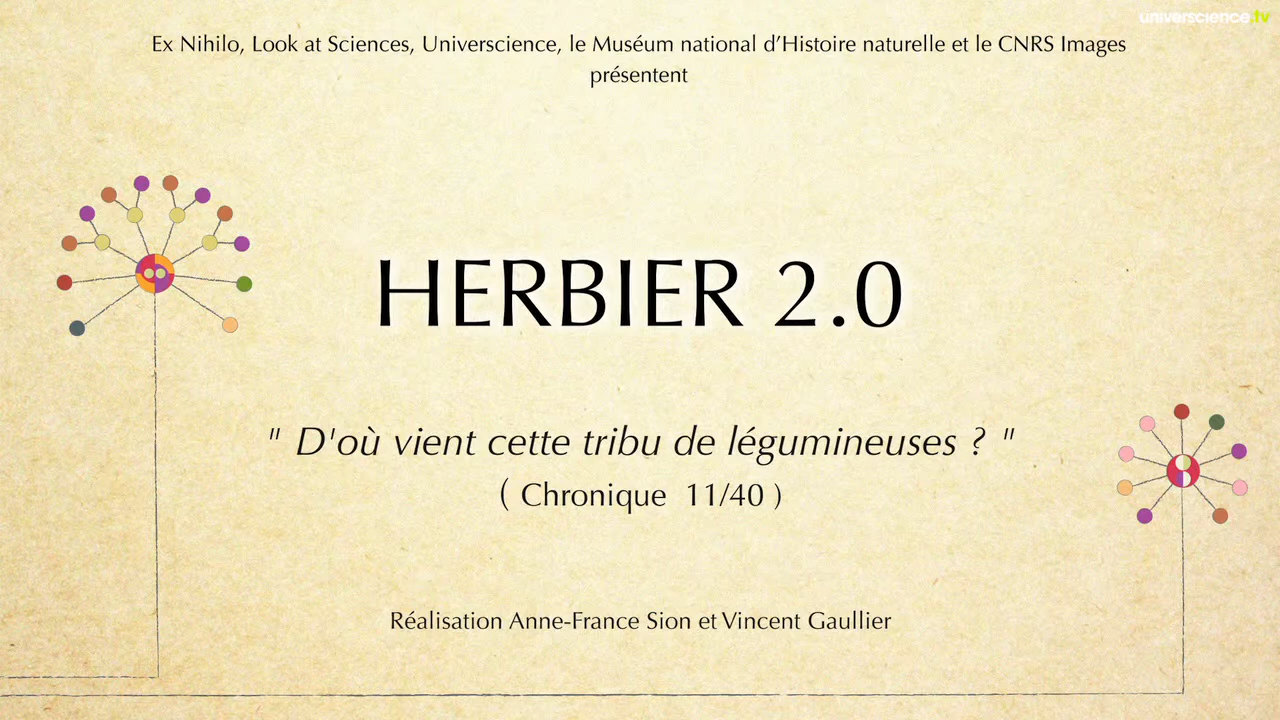 universcience.tv
Ex Nihilo, Look at Sciences, Universcience, le Muséum national d’Histoire naturelle et le CNRS Images
présentent
HERBIER 2.0
" D'où vient cette tribu de légumineuses ? "
( Chronique 11/40 )
Réalisation Anne-France Sion et Vincent Gaullier